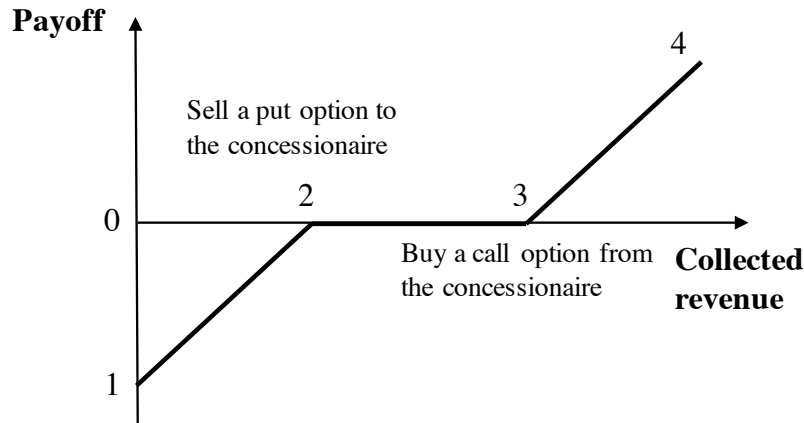 Payoff
4
Sell a put option to
the concessionaire
2
3
0
Buy a call option from
the concessionaire
Collected
revenue
1